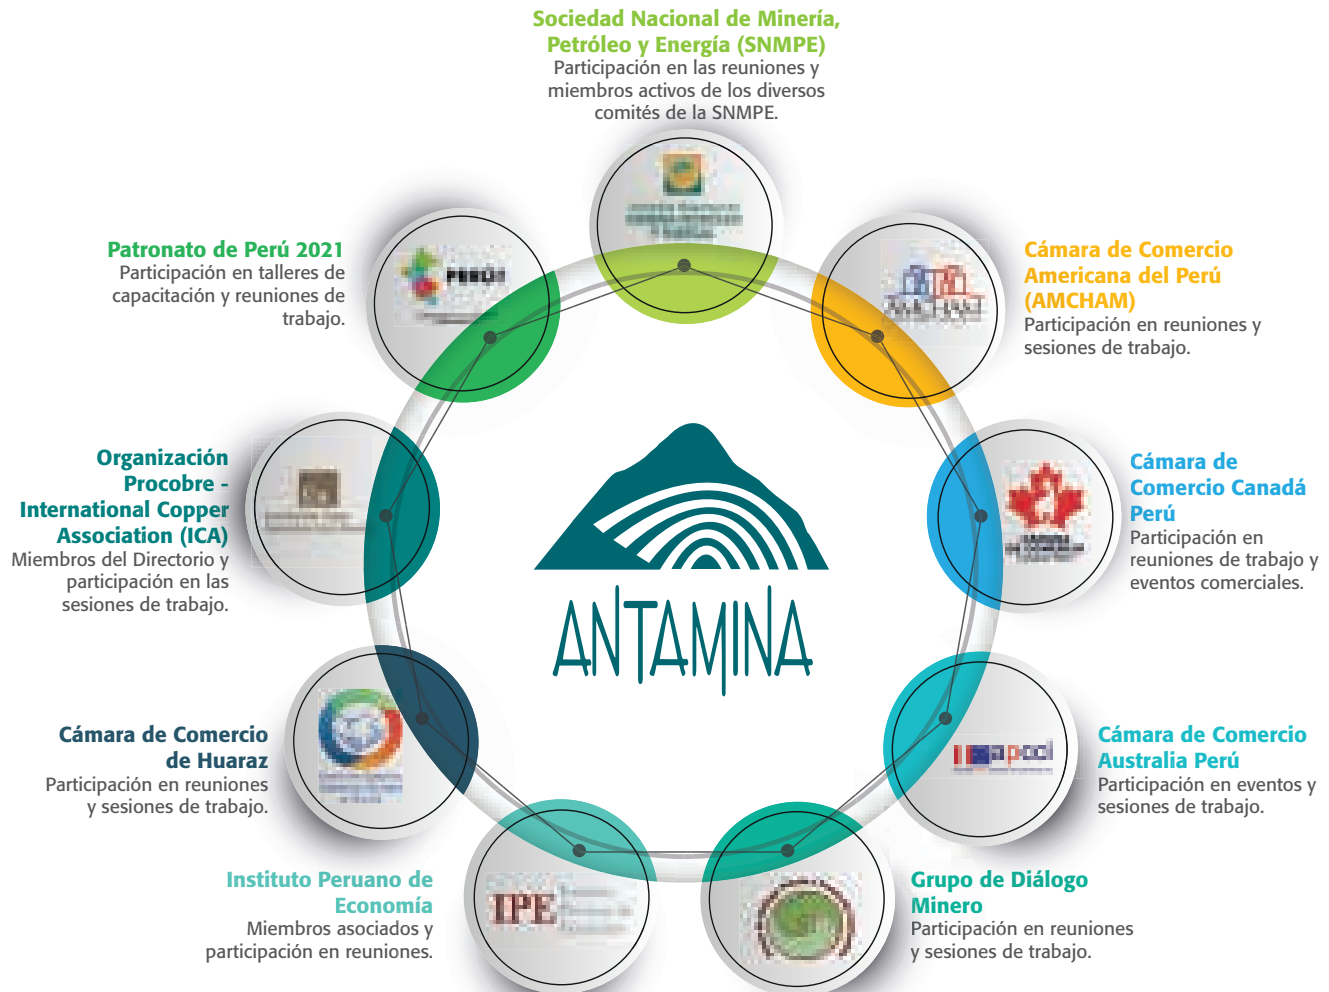 Sociedad Nacional de Minería,
Petróleo y Energía (SNMPE)
Participación en las reuniones y
miembros activos de los diversos
comités de la SNMPE.
Patronato de Perú 2021
Participación en talleres de
capacitación y reuniones de
trabajo.
PERÚ
Cámara de Comercio
Americana del Perú
(AMCHAM)
Participación en reuniones y
sesiones de trabajo.
AMCHAM
Organización
Procobre -
International Copper
Association (ICA)
Miembros del Directorio y
participación en las
sesiones de trabajo.
Cámara de
Comercio Canadá
Perú
Participación en
reuniones de trabajo y
eventos comerciales.
ANTAMINA
Cámara de Comercio
de Huaraz
Participación en reuniones
y sesiones de trabajo.
apcci
Cámara de Comercio
Australia Perú
Participación en eventos y
sesiones de trabajo.
Instituto Peruano de
Economía
Miembros asociados y
participación en reuniones.
IPE
Grupo de Diálogo
Minero
Participación en reuniones
y sesiones de trabajo.